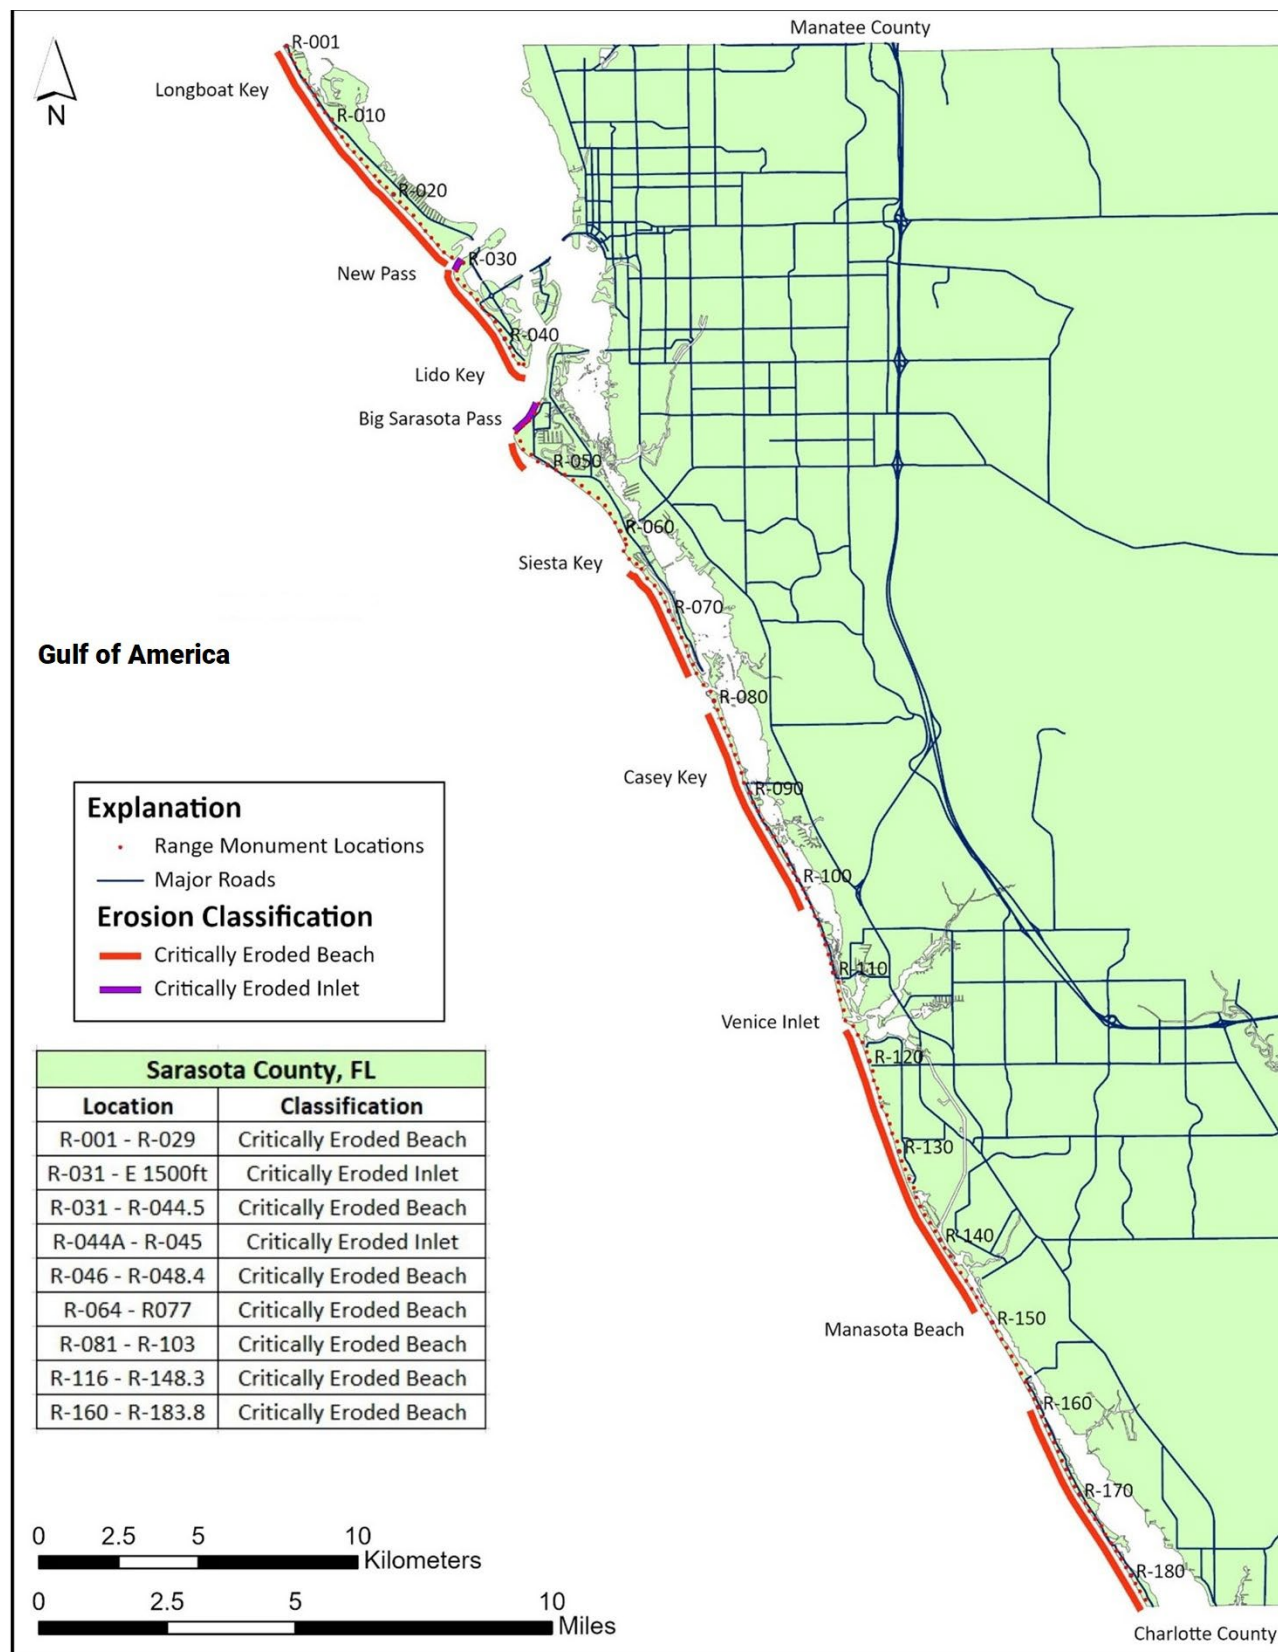 Manatee County
R-001
Longboat Key
N
R-010
R-020
R-030
New Pass
R-040
Lido Key
Big Sarasota Pass
R-050
R-060
Siesta Key
R-070
Gulf of America
R-080
Casey Key
R-090
R-100
R-110
Venice Inlet
R-120
R-130
R-140
R-150
Manasota Beach
R-160
R-170
R-180
Charlotte County
Explanation
Range Monument Locations
Major Roads
Erosion Classification
Critically Eroded Beach
Critically Eroded Inlet
Sarasota County, FL
Location Classification
R-001 - R-029 Critically Eroded Beach
R-031 - E 1500ft Critically Eroded Inlet
R-031 - R-044.5 Critically Eroded Beach
R-044A - R-045 Critically Eroded Inlet
R-046 - R-048.4 Critically Eroded Beach
R-064 - R077 Critically Eroded Beach
R-081 - R-103 Critically Eroded Beach
R-116 - R-148.3 Critically Eroded Beach
R-160 - R-183.8 Critically Eroded Beach
0 2.5 5 10
Kilometers
0 2.5 5 10
Miles